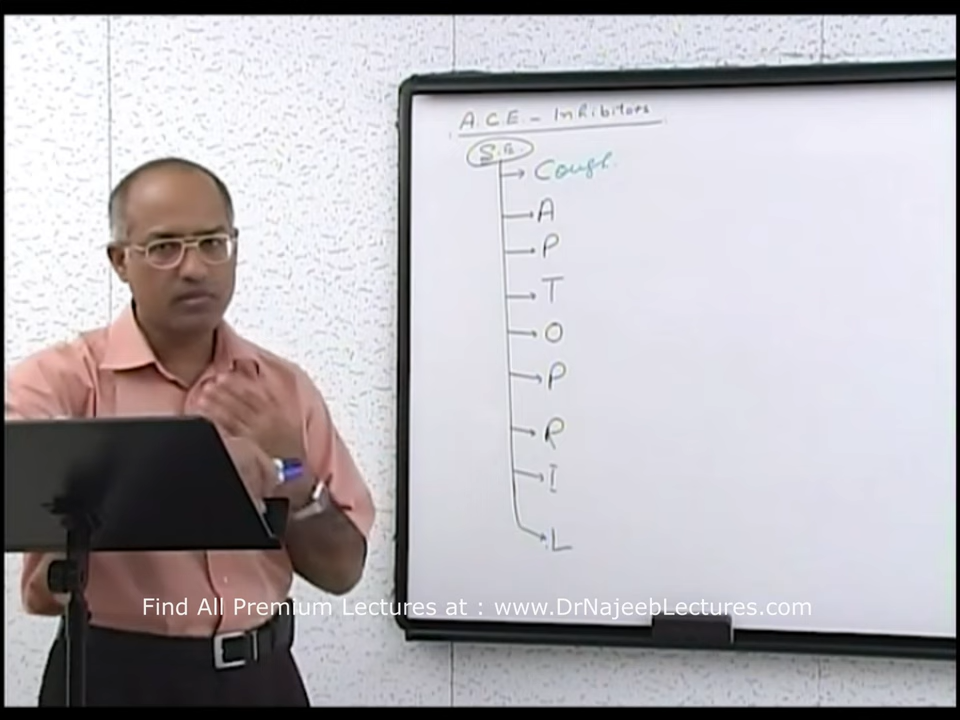 A.C.E - Inhibitors
S.E.
Cough.
A
P
T
O
P
R
I
L
Find All Premium Lectures at : www.DrNajeebLectures.com